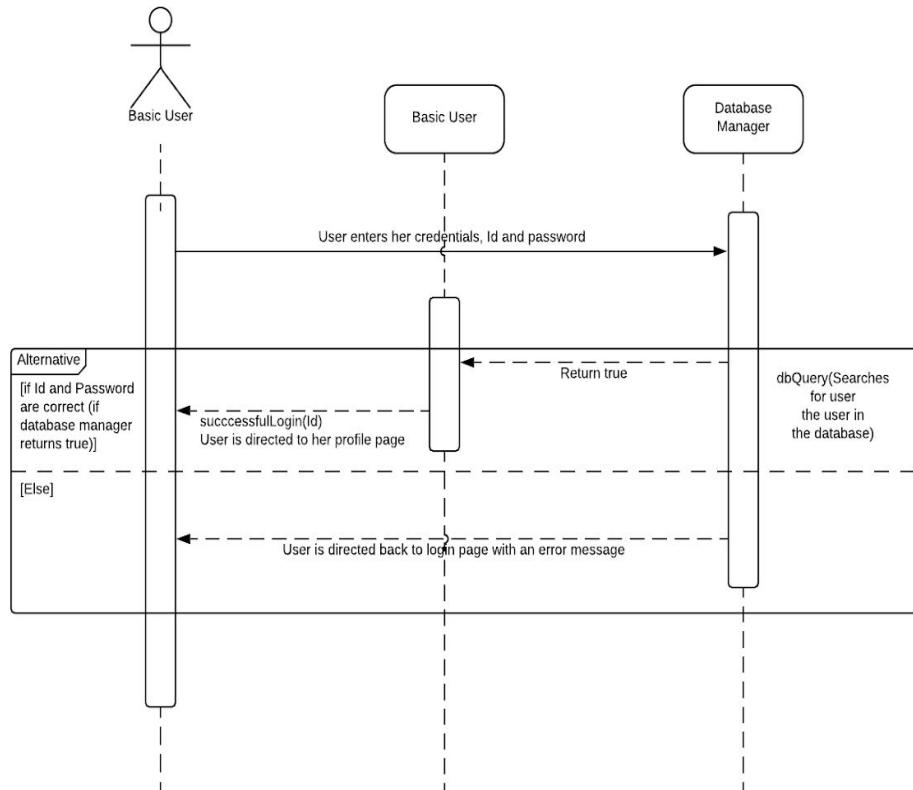 Basic User
Basic User
Database
Manager
User enters her credentials, Id and password
Alternative
[if Id and Password
are correct (if
database manager
returns true)]
Return true
dbQuery(Searches
for user
the user in
the database)
succcessfulLogin(Id)
User is directed to her profile page
[Else]
User is directed back to login page with an error message